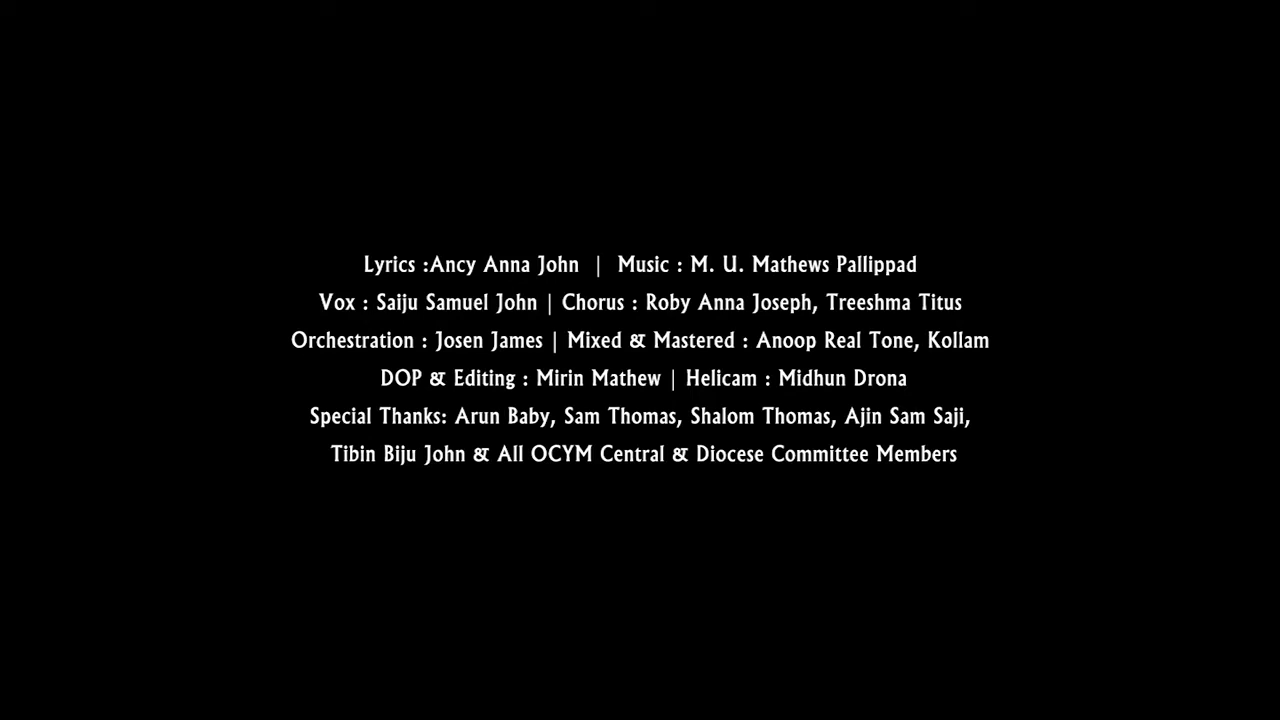 Lyrics :Ancy Anna John | Music : M. U. Mathews Pallippad
Vox : Saiju Samuel John | Chorus : Roby Anna Joseph, Treeshma Titus
Orchestration : Josen James | Mixed & Mastered : Anoop Real Tone, Kollam
DOP & Editing : Mirin Mathew | Helicam : Midhun Drona
Special Thanks: Arun Baby, Sam Thomas, Shalom Thomas, Ajin Sam Saji,
Tibin Biju John & All OCYM Central & Diocese Committee Members